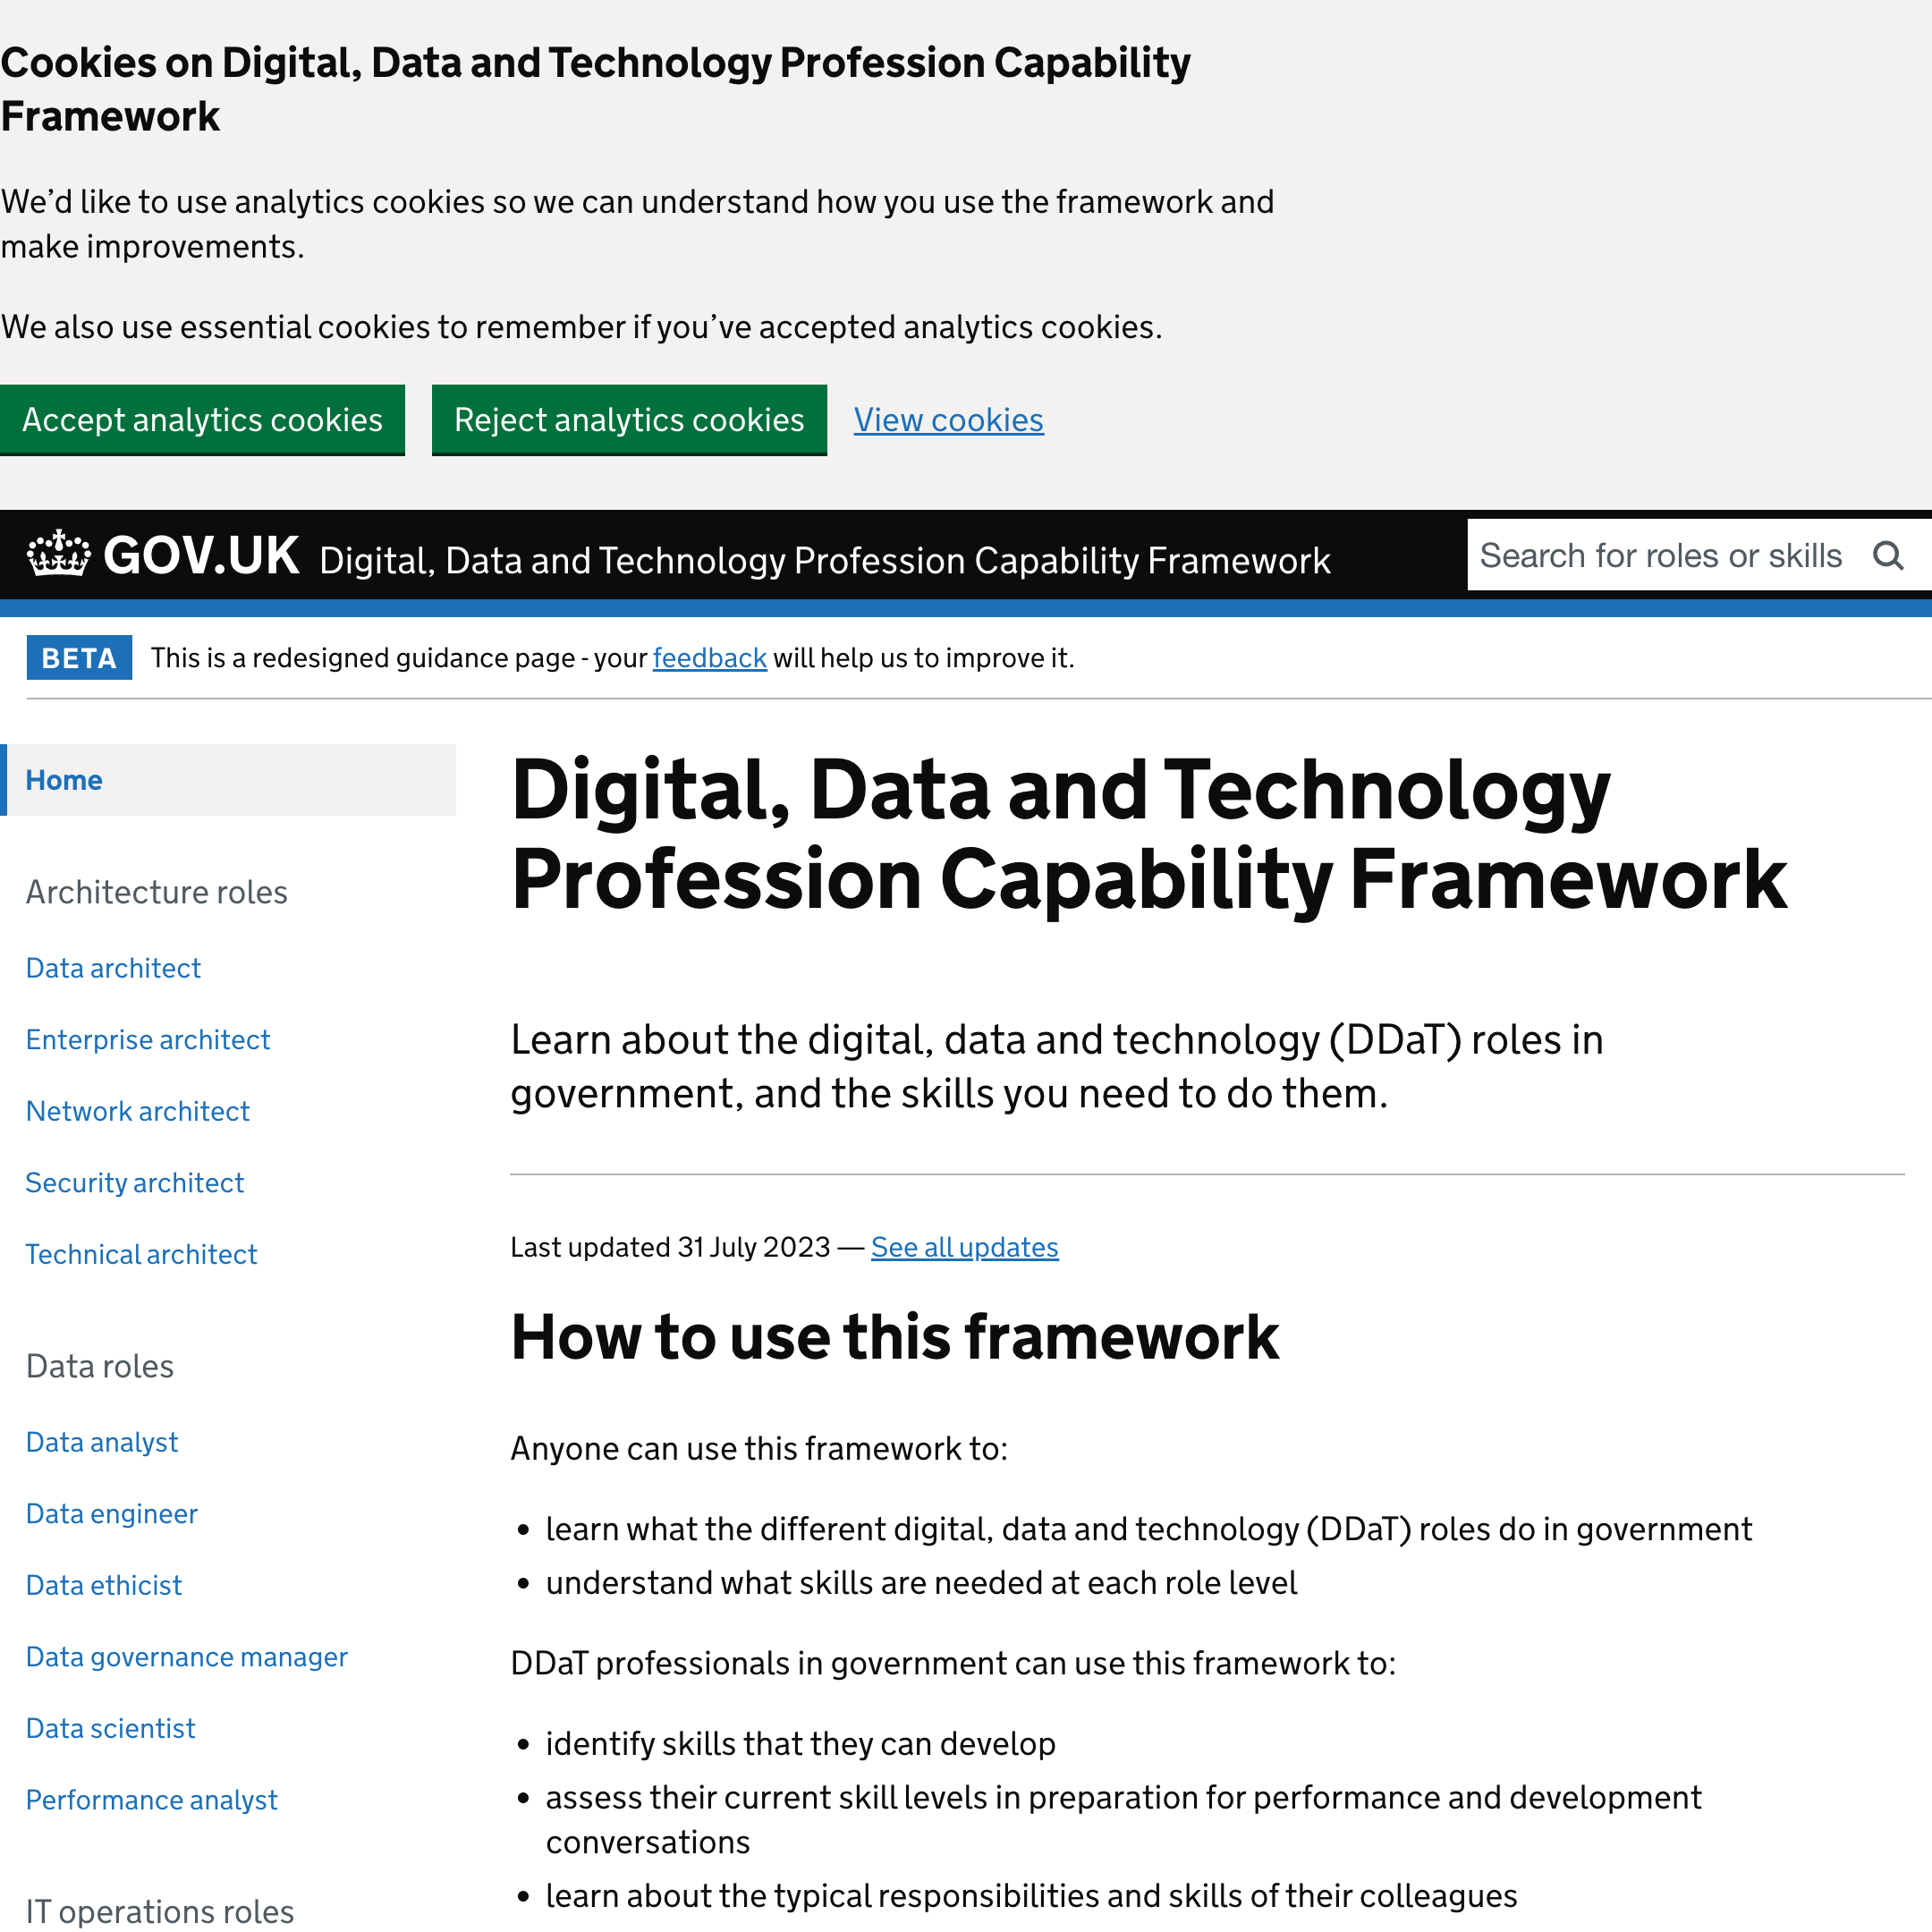 Cookies on Digital, Data and Technology Profession Capability
Framework
We’d like to use analytics cookies so we can understand how you use the framework and
make improvements.
We also use essential cookies to remember if you’ve accepted analytics cookies.
Accept analytics cookies
Reject analytics cookies
View cookies
GOV.UK Digital, Data and Technology Profession Capability Framework
Search for roles or skills
BETA This is a redesigned guidance page - your feedback will help us to improve it.
Home
Architecture roles
Data architect
Enterprise architect
Network architect
Security architect
Technical architect
Data roles
Data analyst
Data engineer
Data ethicist
Data governance manager
Data scientist
Performance analyst
IT operations roles
Digital, Data and Technology
Profession Capability Framework
Learn about the digital, data and technology (DDaT) roles in
government, and the skills you need to do them.
Last updated 31 July 2023 — See all updates
How to use this framework
Anyone can use this framework to:
• learn what the different digital, data and technology (DDaT) roles do in government
• understand what skills are needed at each role level
DDaT professionals in government can use this framework to:
• identify skills that they can develop
• assess their current skill levels in preparation for performance and development
conversations
• learn about the typical responsibilities and skills of their colleagues